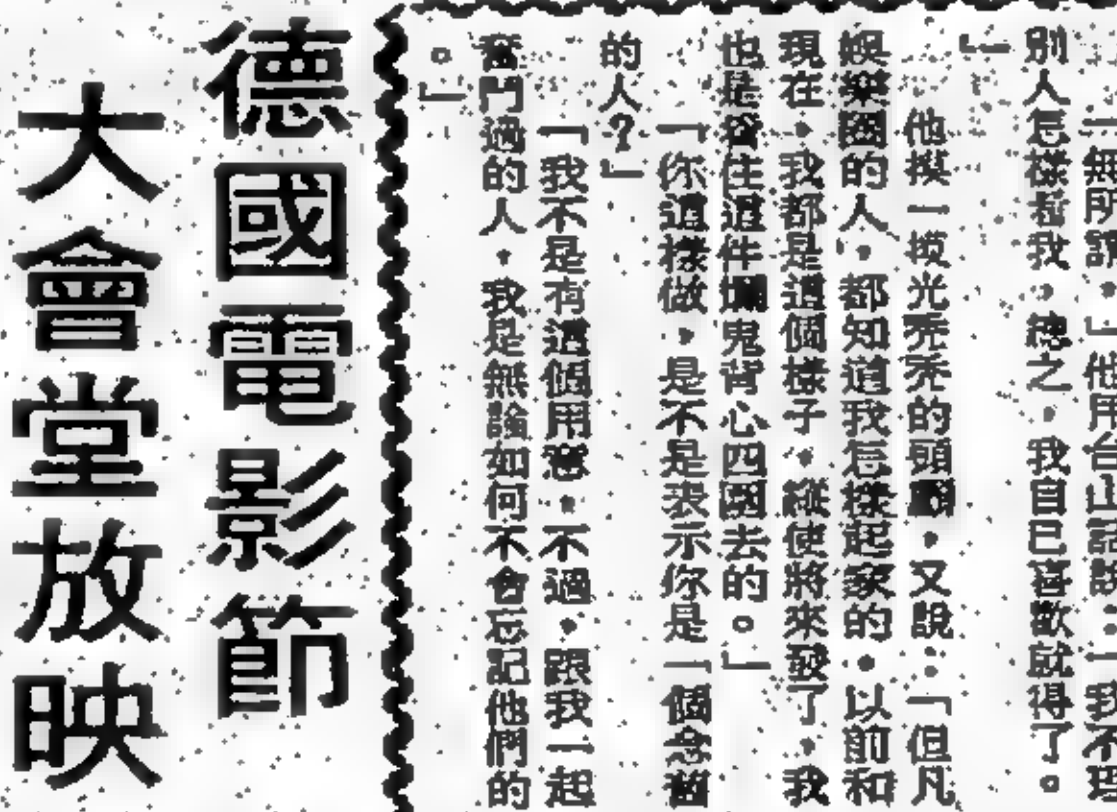 「無所謂。」他用台山話說:「我不理
別人怎樣看我,總之,我自己喜歡就得了。
」
他摸一摸光禿禿的頭顱,又說:「但凡
娛樂圈的人,都知道我怎樣起家的。以前和
現在,我都是這個樣子,縱使將來發了,我
也是着住這件爛鬼背心四圍去的。」
「你這樣做,是不是表示你是一個念舊
的人?」
「我不是有這個用意,不過,跟我一起
奮鬥過的人,我是無論如何不會忘記他們的
。」
德國電影節
大會堂放映